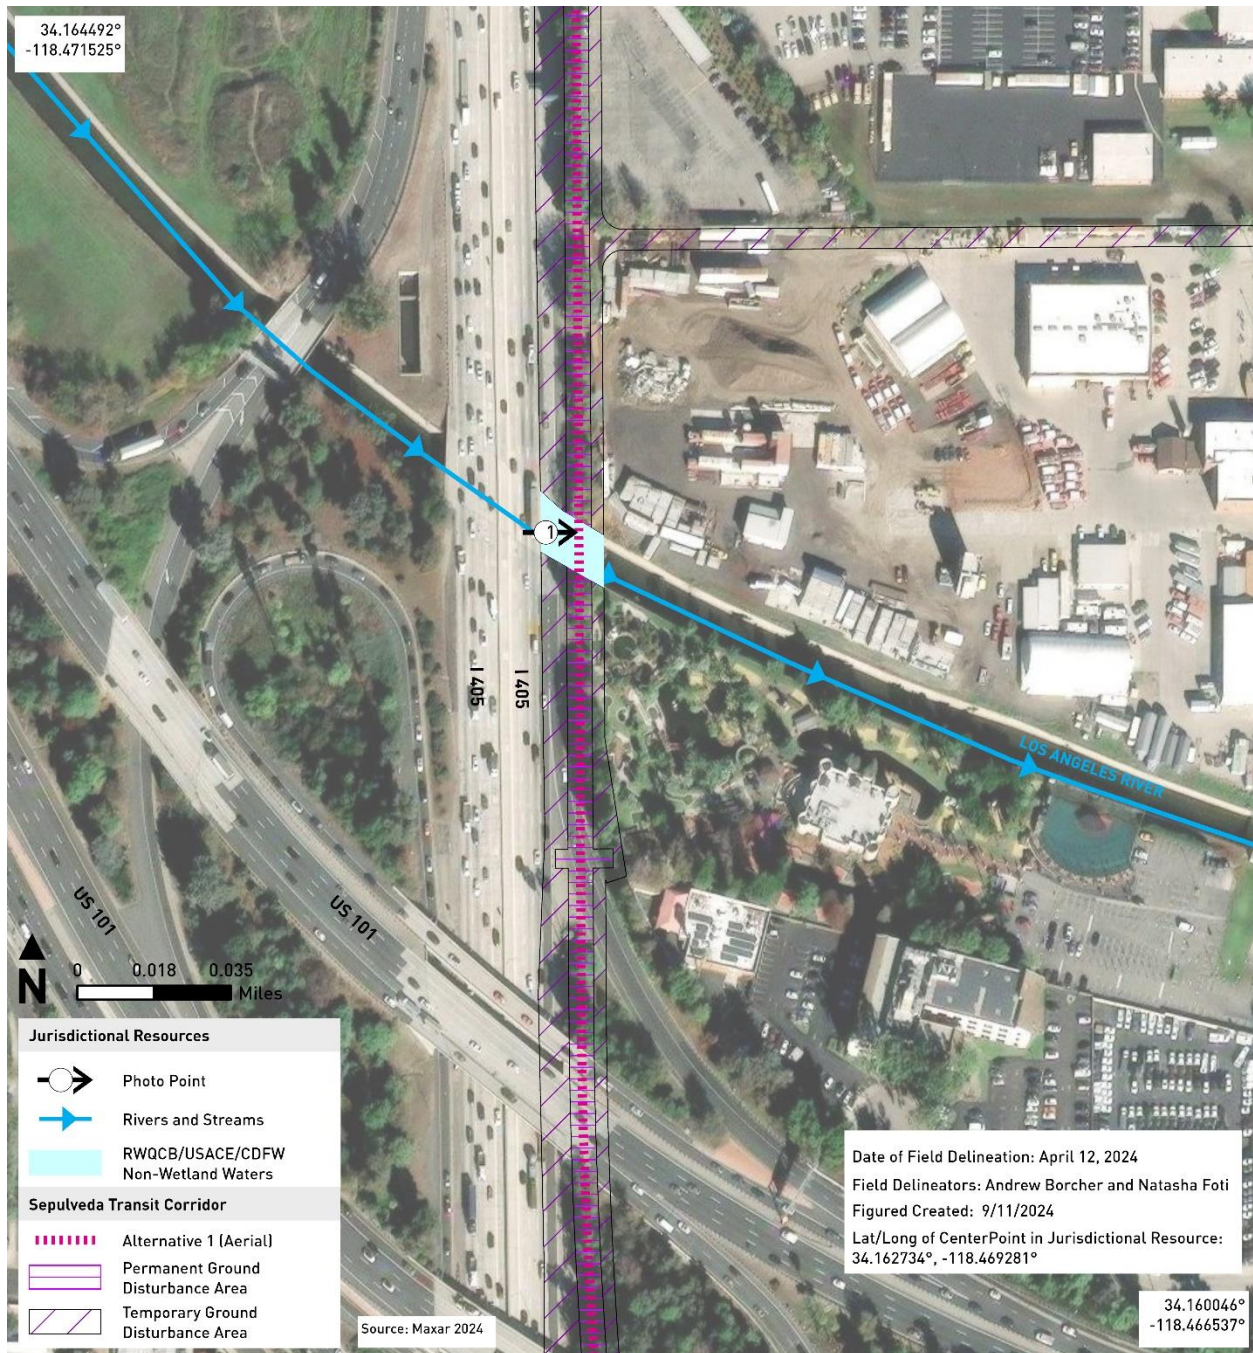 34.164492°
-118.471525°
1
I 405
I 405
LOS ANGELES RIVER
US 101
US 101
N
0 0.018 0.035
Miles
Jurisdictional Resources
Photo Point
Rivers and Streams
RWQCB/USACE/CDFW
Non-Wetland Waters
Sepulveda Transit Corridor
Alternative 1 (Aerial)
Permanent Ground
Disturbance Area
Temporary Ground
Disturbance Area
Source: Maxar 2024
Date of Field Delineation: April 12, 2024
Field Delineators: Andrew Borcher and Natasha Foti
Figured Created: 9/11/2024
Lat/Long of CenterPoint in Jurisdictional Resource:
34.162734°, -118.469281°
34.160046°
-118.466537°